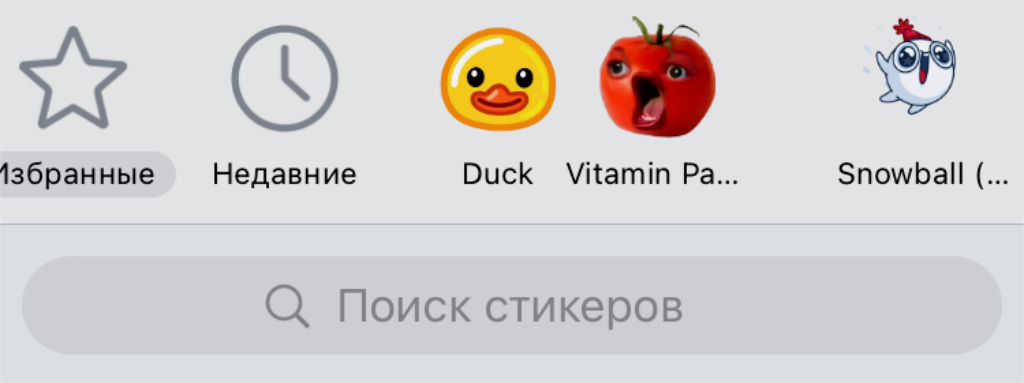 Избранные
Недавние
Duck
Vitamin Pa...
Snowball (...
Поиск стикеров